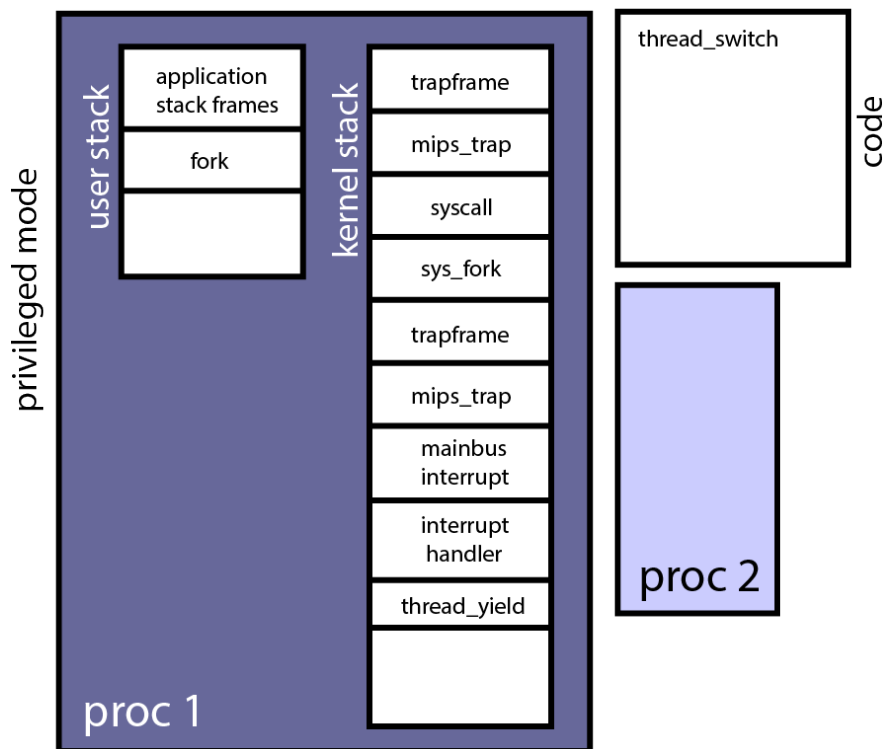 privileged mode
user stack
application
stack frames
fork
kernel stack
trapframe
mips_trap
syscall
sys_fork
trapframe
mips_trap
mainbus
interrupt
interrupt
handler
thread_yield
proc 1
thread_switch
code
proc 2